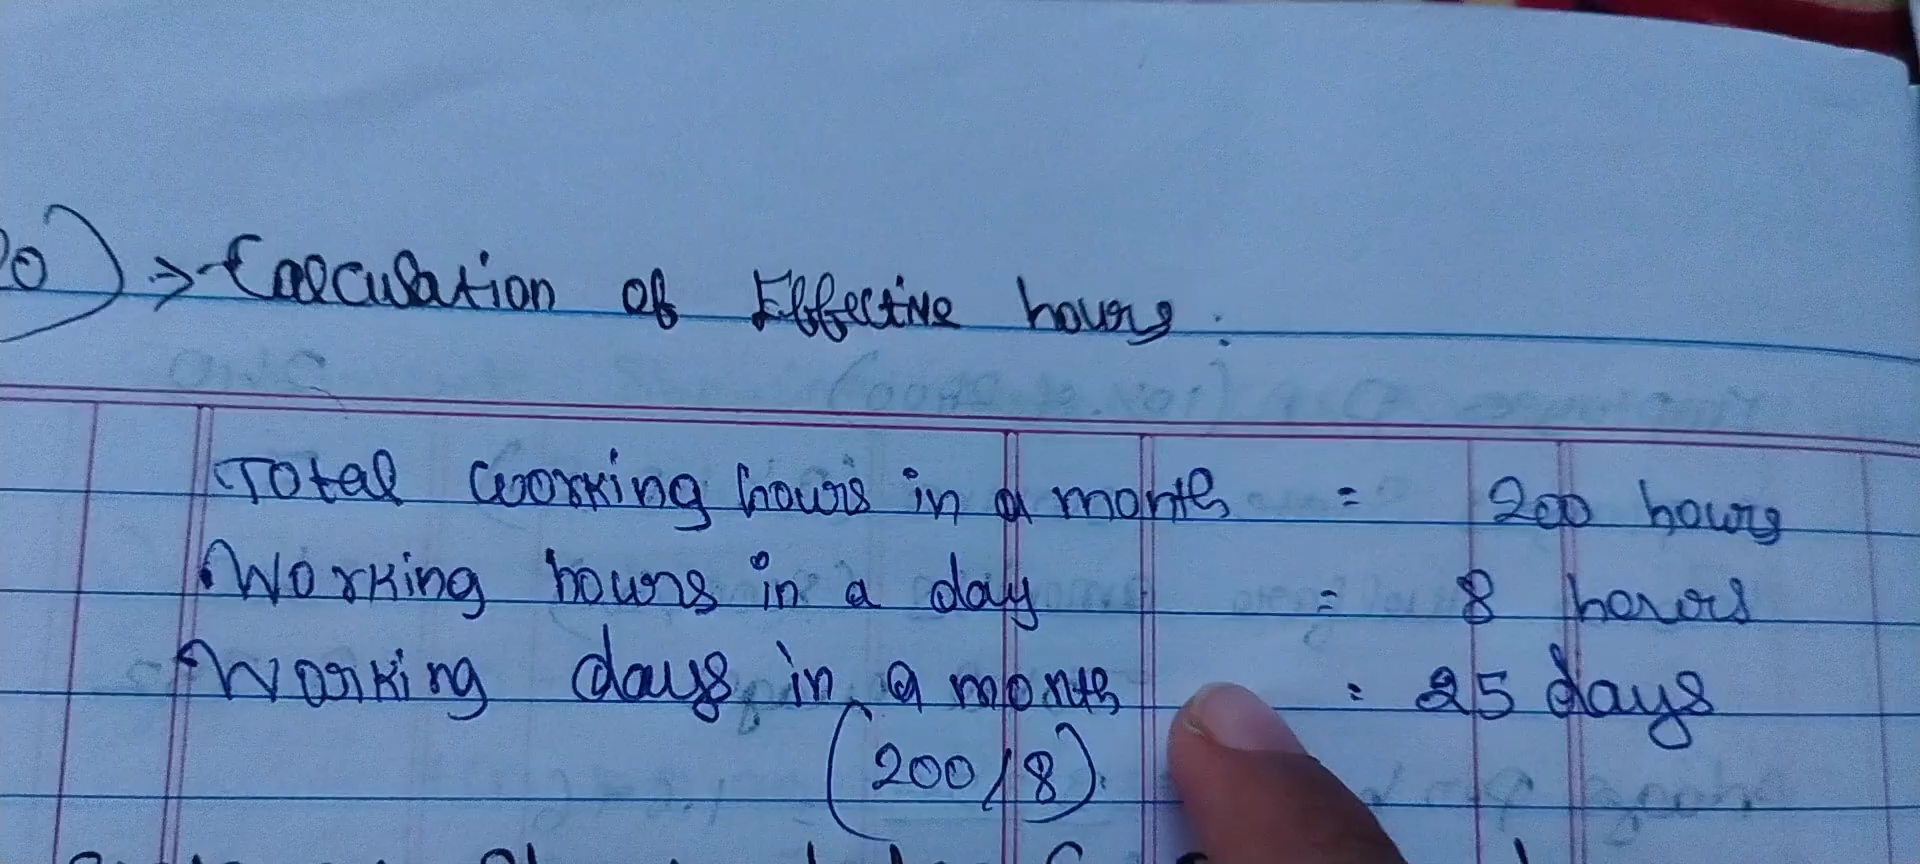 0) ⇒ Calculation of Effective hours:
Total working hours in a month = 200 hours
Working hours in a day = 8 hours
Working days in a month = 25 days
(200/8)